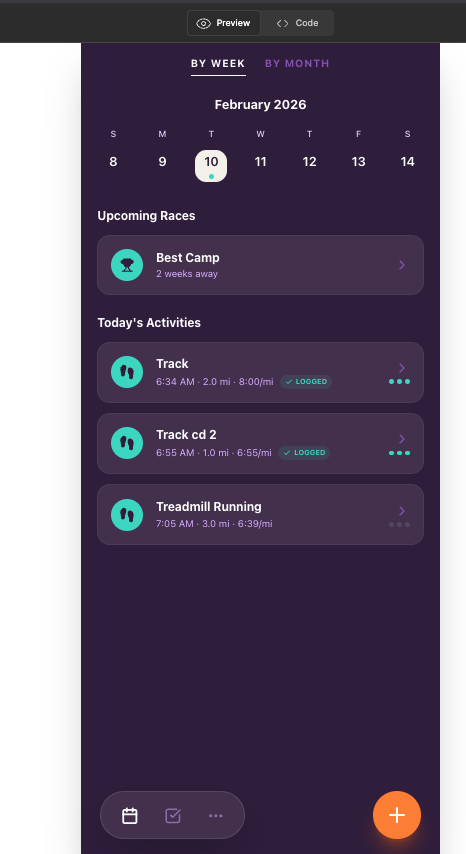 Preview Code
BY WEEK BY MONTH
February 2026
S M T W T F S
8 9 10 11 12 13 14
Upcoming Races
Best Camp
2 weeks away
Today's Activities
Track
6:34 AM · 2.0 mi · 8:00/mi LOGGED
Track cd 2
6:55 AM · 1.0 mi · 6:55/mi LOGGED
Treadmill Running
7:05 AM · 3.0 mi · 6:39/mi